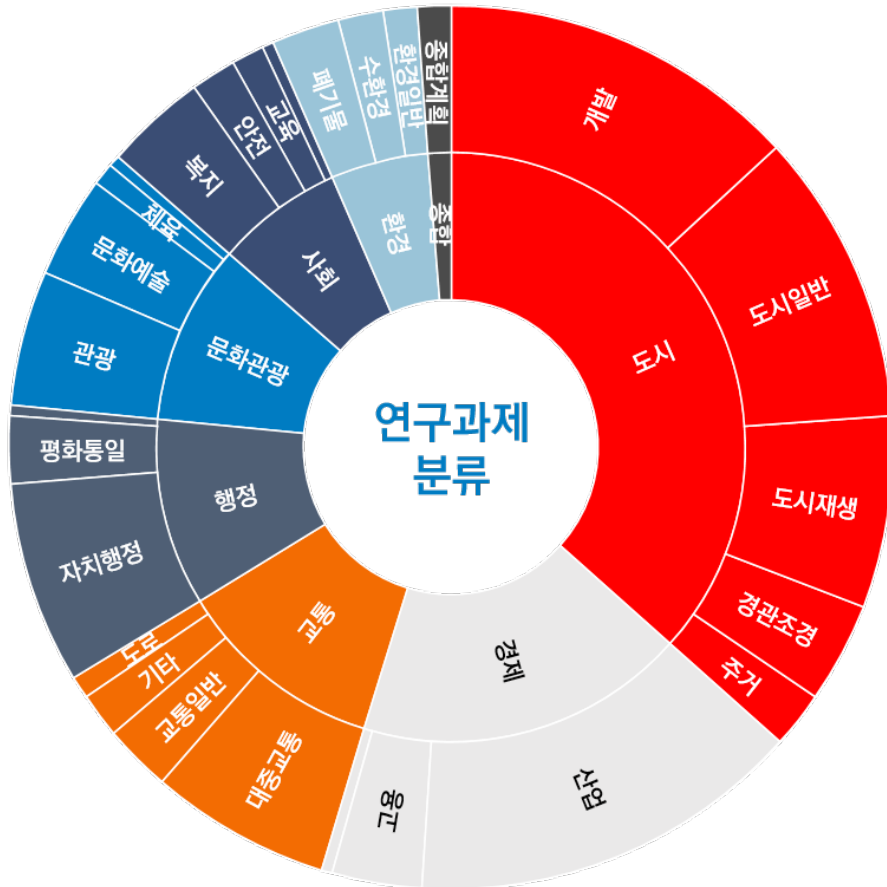 연구과제
분류
도시
개발
도시일반
도시재생
경관조경
주거
경제
산업
고용
교통
대중교통
교통일반
기타
도로
행정
자치행정
평화통일
문화관광
관광
문화예술
체육
사회
복지
안전
교육
환경
폐기물
수환경
환경일반
종합
종합계획